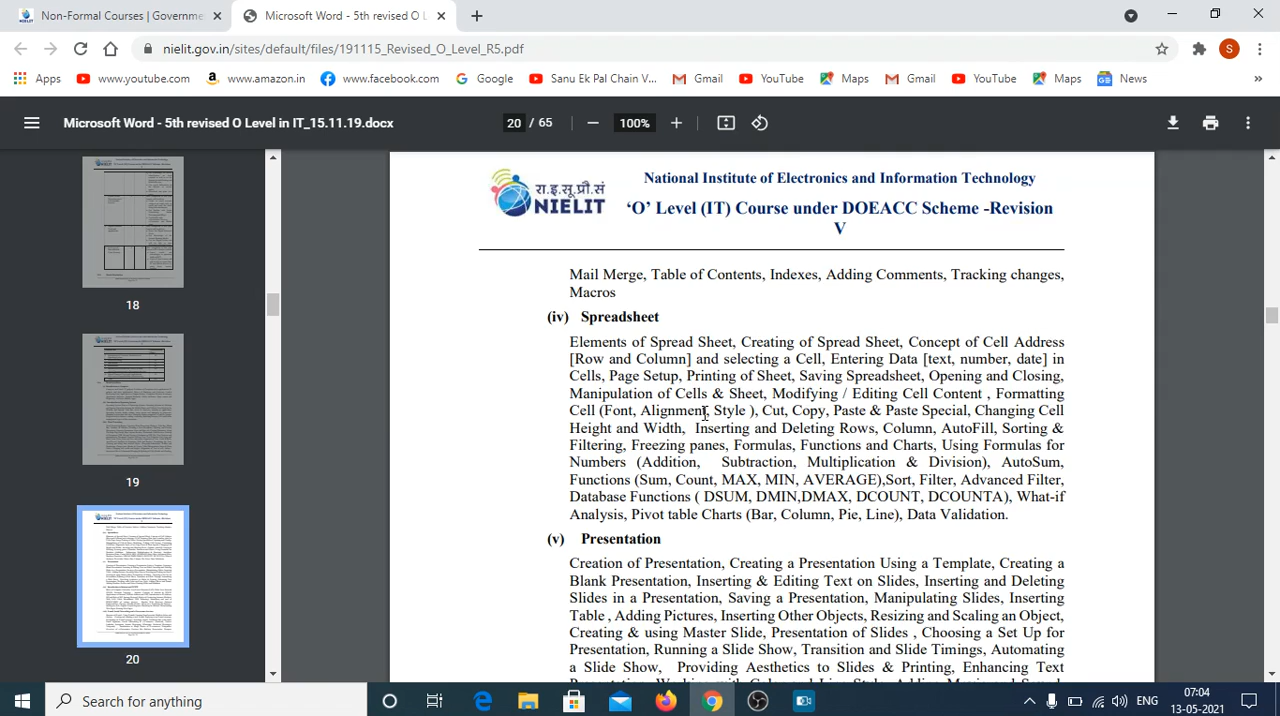 Non-Formal Courses | Governme
Microsoft Word - 5th revised O L
nielit.gov.in/sites/default/files/191115_Revised_O_Level_R5.pdf
S
Apps
www.youtube.com
www.amazon.in
www.facebook.com
Google
Sanu Ek Pal Chain V...
Gmail
YouTube
Maps
Gmail
YouTube
Maps
News
Microsoft Word - 5th revised O Level in IT_15.11.19.docx
20 / 65
100%
18
19
20
रा.इ.सू.प्रौ.सं
NIELIT
National Institute of Electronics and Information Technology
‘O’ Level (IT) Course under DOEACC Scheme -Revision
V
Mail Merge, Table of Contents, Indexes, Adding Comments, Tracking changes,
Macros
(iv) Spreadsheet
Elements of Spread Sheet, Creating of Spread Sheet, Concept of Cell Address
[Row and Column] and selecting a Cell, Entering Data [text, number, date] in
Cells, Page Setup, Printing of Sheet, Saving Spreadsheet, Opening and Closing,
Manipulation of Cells & Sheet, Modifying / Editing Cell Content , Formatting
Cell (Font, Alignment, Style ), Cut, Copy, Paste & Paste Special, Changing Cell
Height and Width, Inserting and Deleting Rows, Column, AutoFill, Sorting &
Filtering, Freezing panes, Formulas, Functions and Charts, Using Formulas for
Numbers (Addition, Subtraction, Multiplication & Division), AutoSum,
Functions (Sum, Count, MAX, MIN, AVERAGE),Sort, Filter, Advanced Filter,
Database Functions ( DSUM, DMIN,DMAX, DCOUNT, DCOUNTA), What-if
Analysis, Pivot table Charts (Bar, Column, Pie, Line), Data Validation.
(v) Presentation
Creation of Presentation, Creating a Presentation Using a Template, Creating a
Blank Presentation, Inserting & Editing Text on Slides, Inserting and Deleting
Slides in a Presentation, Saving a Presentation, Manipulating Slides, Inserting
Table , Adding Pictures, Inserting Other Objects, Resizing and Scaling an Object,
Creating & using Master Slide, Presentation of Slides , Choosing a Set Up for
Presentation, Running a Slide Show, Transition and Slide Timings, Automating
a Slide Show, Providing Aesthetics to Slides & Printing, Enhancing Text
Search for anything
ENG
07:04
13-05-2021